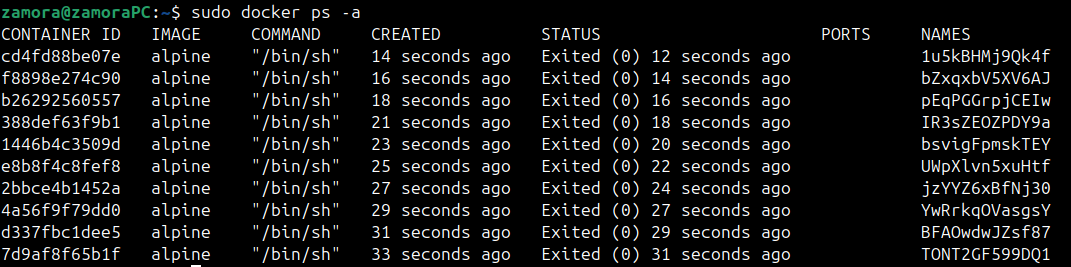 zamora@zamoraPC:~$ sudo docker ps -a
CONTAINER ID   IMAGE     COMMAND     CREATED          STATUS                      PORTS     NAMES
cd4fd88be07e   alpine    "/bin/sh"   14 seconds ago   Exited (0) 12 seconds ago             1u5kBHMj9Qk4f
f8898e274c90   alpine    "/bin/sh"   16 seconds ago   Exited (0) 14 seconds ago             bZxqxbV5XV6AJ
b26292560557   alpine    "/bin/sh"   18 seconds ago   Exited (0) 16 seconds ago             pEqPGGrpjCEIw
388def63f9b1   alpine    "/bin/sh"   21 seconds ago   Exited (0) 18 seconds ago             IR3sZEOZPDY9a
1446b4c3509d   alpine    "/bin/sh"   23 seconds ago   Exited (0) 20 seconds ago             bsvigFpmskTEY
e8b8f4c8fef8   alpine    "/bin/sh"   25 seconds ago   Exited (0) 22 seconds ago             UWpXlvn5xuHtf
2bbce4b1452a   alpine    "/bin/sh"   27 seconds ago   Exited (0) 24 seconds ago             jzYYZ6xBfNj30
4a56f9f79dd0   alpine    "/bin/sh"   29 seconds ago   Exited (0) 27 seconds ago             YwRrkqOVasgsY
d337fbc1dee5   alpine    "/bin/sh"   31 seconds ago   Exited (0) 29 seconds ago             BFAOwdwJZsf87
7d9af8f65b1f   alpine    "/bin/sh"   33 seconds ago   Exited (0) 31 seconds ago             TONT2GF599DQ1